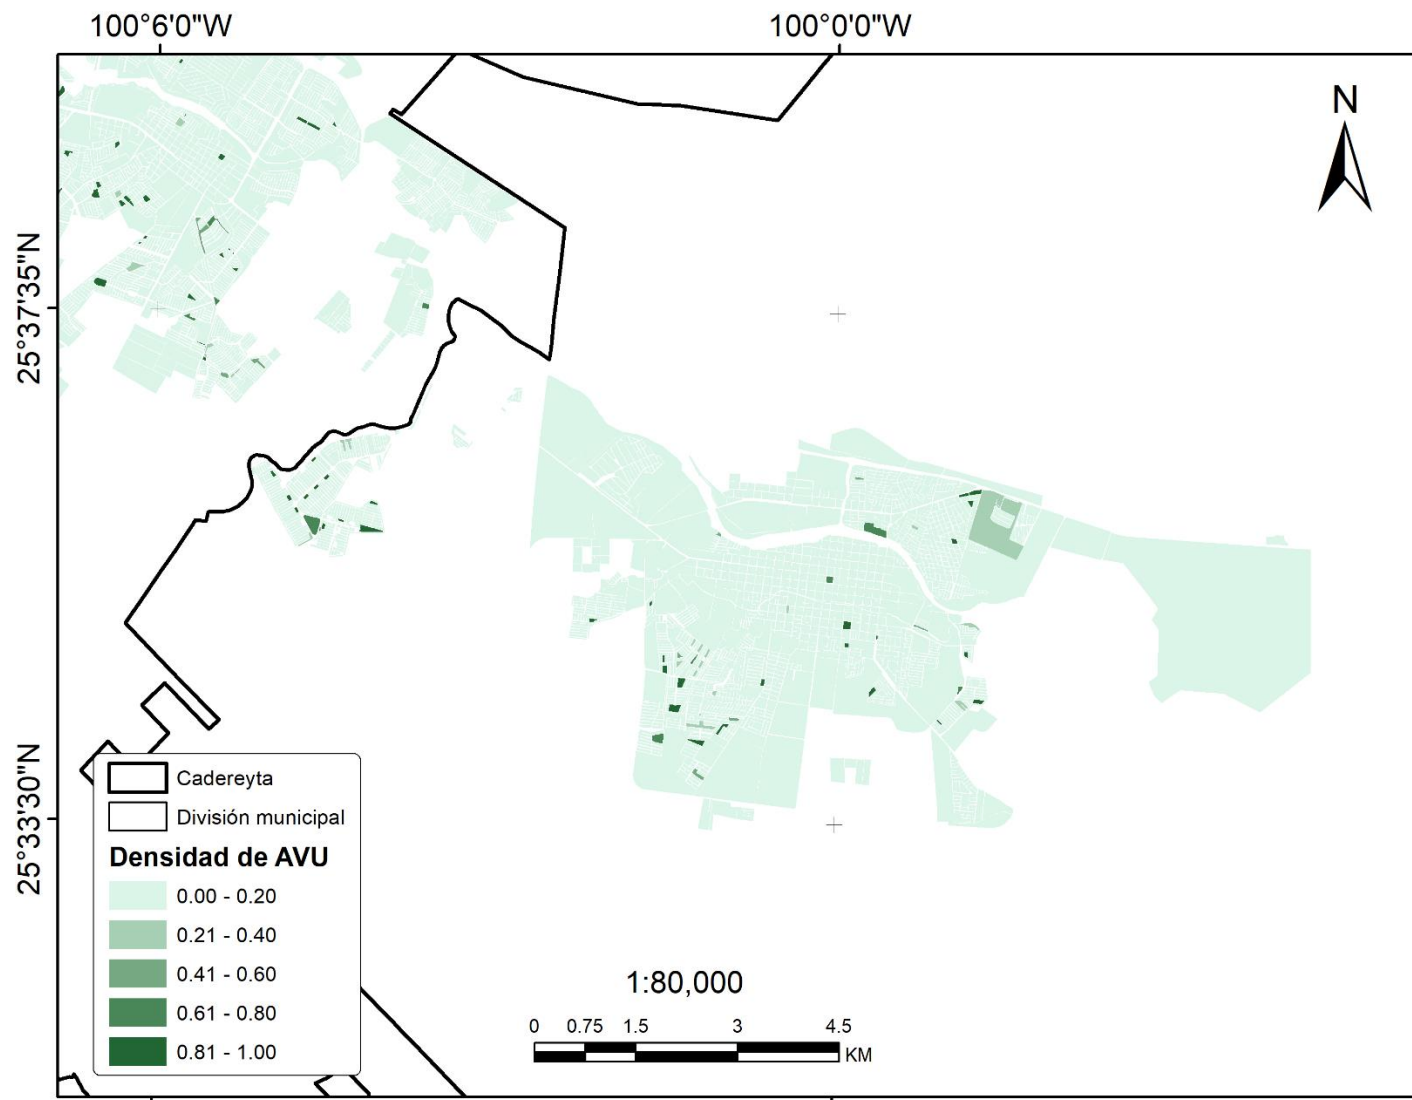 100°6'0"W
100°0'0"W
N
25°37'35"N
25°33'30"N
Cadereyta
División municipal
Densidad de AVU
0.00 - 0.20
0.21 - 0.40
0.41 - 0.60
0.61 - 0.80
0.81 - 1.00
1:80,000
0 0.75 1.5 3 4.5
KM